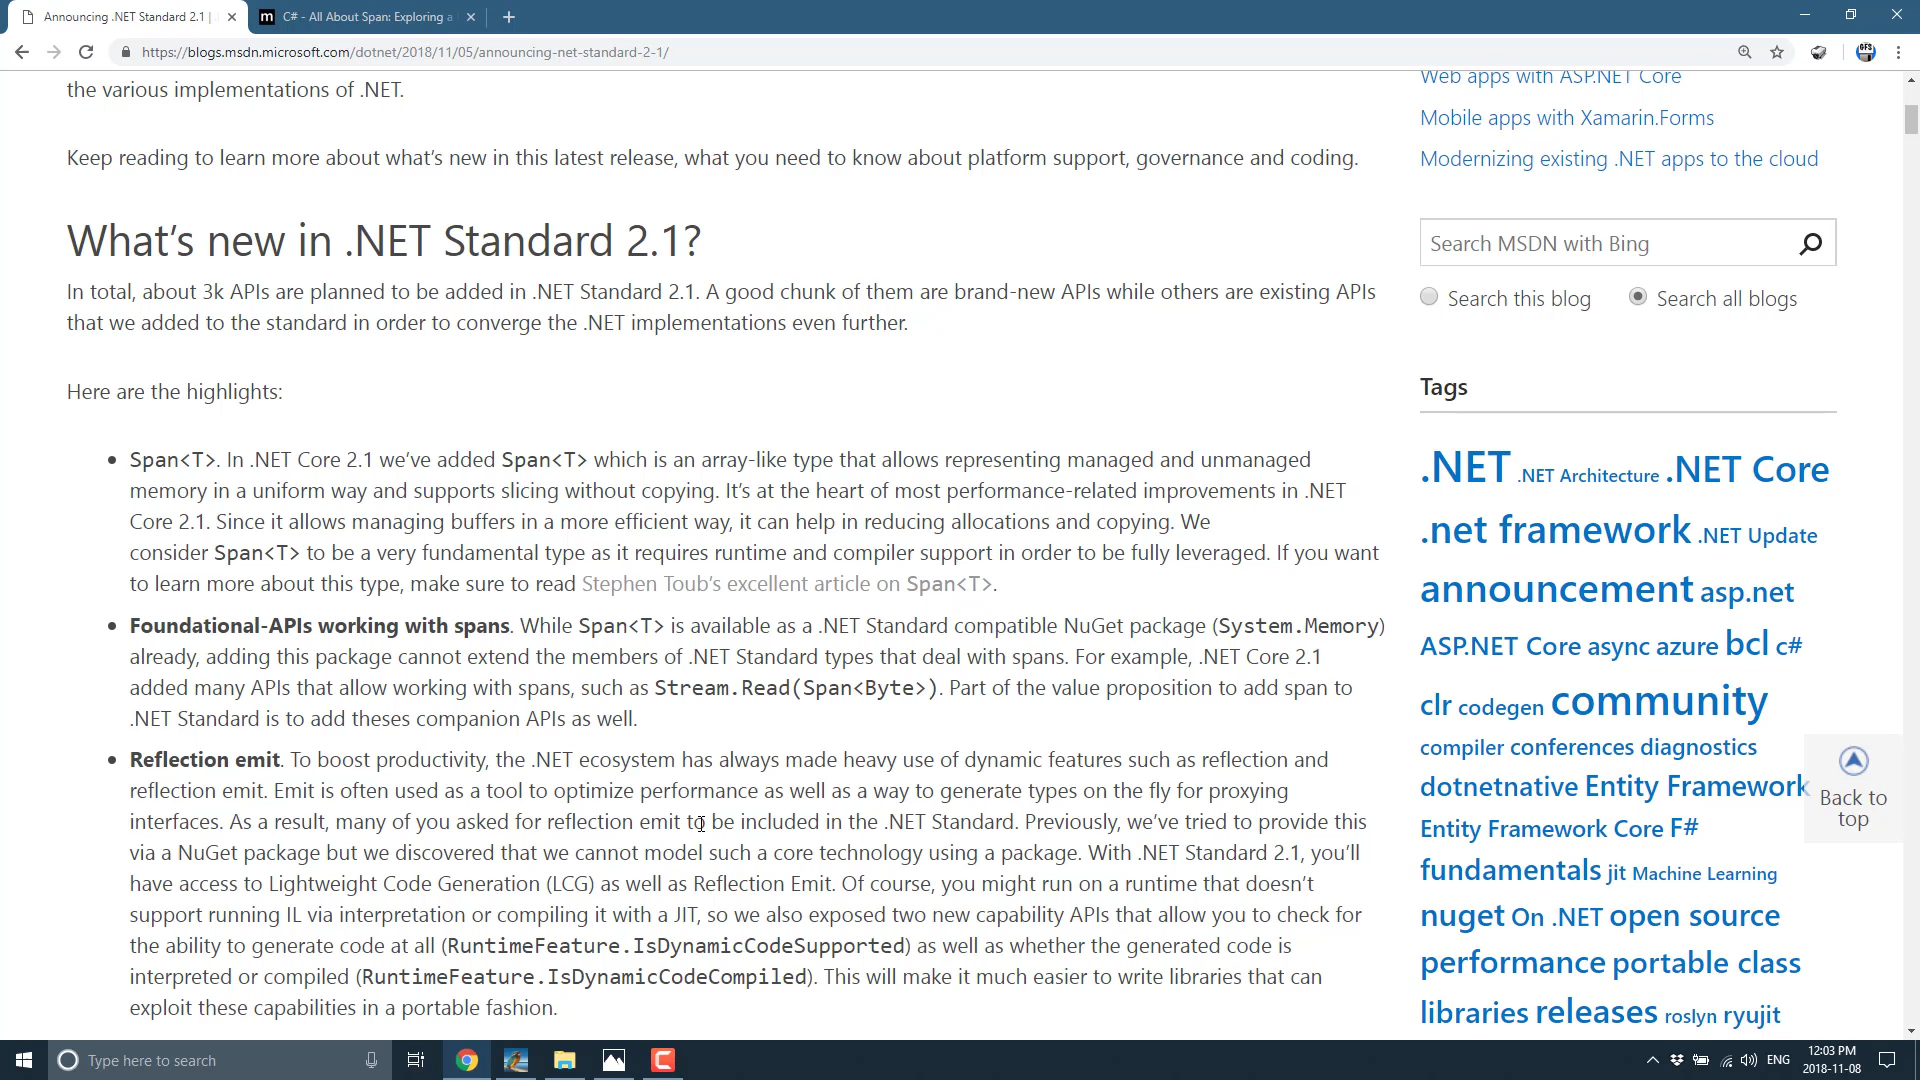 Announcing .NET Standard 2.1 |
C# - All About Span: Exploring a
https://blogs.msdn.microsoft.com/dotnet/2018/11/05/announcing-net-standard-2-1/
the various implementations of .NET.
Keep reading to learn more about what's new in this latest release, what you need to know about platform support, governance and coding.
What's new in .NET Standard 2.1?
In total, about 3k APIs are planned to be added in .NET Standard 2.1. A good chunk of them are brand-new APIs while others are existing APIs
that we added to the standard in order to converge the .NET implementations even further.
Here are the highlights:
Span<T>. In .NET Core 2.1 we've added Span<T> which is an array-like type that allows representing managed and unmanaged
memory in a uniform way and supports slicing without copying. It's at the heart of most performance-related improvements in .NET
Core 2.1. Since it allows managing buffers in a more efficient way, it can help in reducing allocations and copying. We
consider Span<T> to be a very fundamental type as it requires runtime and compiler support in order to be fully leveraged. If you want
to learn more about this type, make sure to read Stephen Toub's excellent article on Span<T>.
Foundational-APIs working with spans. While Span<T> is available as a .NET Standard compatible NuGet package (System.Memory)
already, adding this package cannot extend the members of .NET Standard types that deal with spans. For example, .NET Core 2.1
added many APIs that allow working with spans, such as Stream.Read(Span<Byte>). Part of the value proposition to add span to
.NET Standard is to add theses companion APIs as well.
Reflection emit. To boost productivity, the .NET ecosystem has always made heavy use of dynamic features such as reflection and
reflection emit. Emit is often used as a tool to optimize performance as well as a way to generate types on the fly for proxying
interfaces. As a result, many of you asked for reflection emit to be included in the .NET Standard. Previously, we've tried to provide this
via a NuGet package but we discovered that we cannot model such a core technology using a package. With .NET Standard 2.1, you'll
have access to Lightweight Code Generation (LCG) as well as Reflection Emit. Of course, you might run on a runtime that doesn't
support running IL via interpretation or compiling it with a JIT, so we also exposed two new capability APIs that allow you to check for
the ability to generate code at all (RuntimeFeature.IsDynamicCodeSupported) as well as whether the generated code is
interpreted or compiled (RuntimeFeature.IsDynamicCodeCompiled). This will make it much easier to write libraries that can
exploit these capabilities in a portable fashion.
Web apps with ASP.NET Core
Mobile apps with Xamarin.Forms
Modernizing existing .NET apps to the cloud
Search MSDN with Bing
Search this blog Search all blogs
Tags
.NET .NET Architecture .NET Core
.net framework .NET Update
announcement asp.net
ASP.NET Core async azure bcl c#
clr codegen community
compiler conferences diagnostics
dotnetnative Entity Framework
Entity Framework Core F#
fundamentals jit Machine Learning
nuget On .NET open source
performance portable class
libraries releases roslyn ryujit
Back to
top
Type here to search
ENG
12:03 PM
2018-11-08